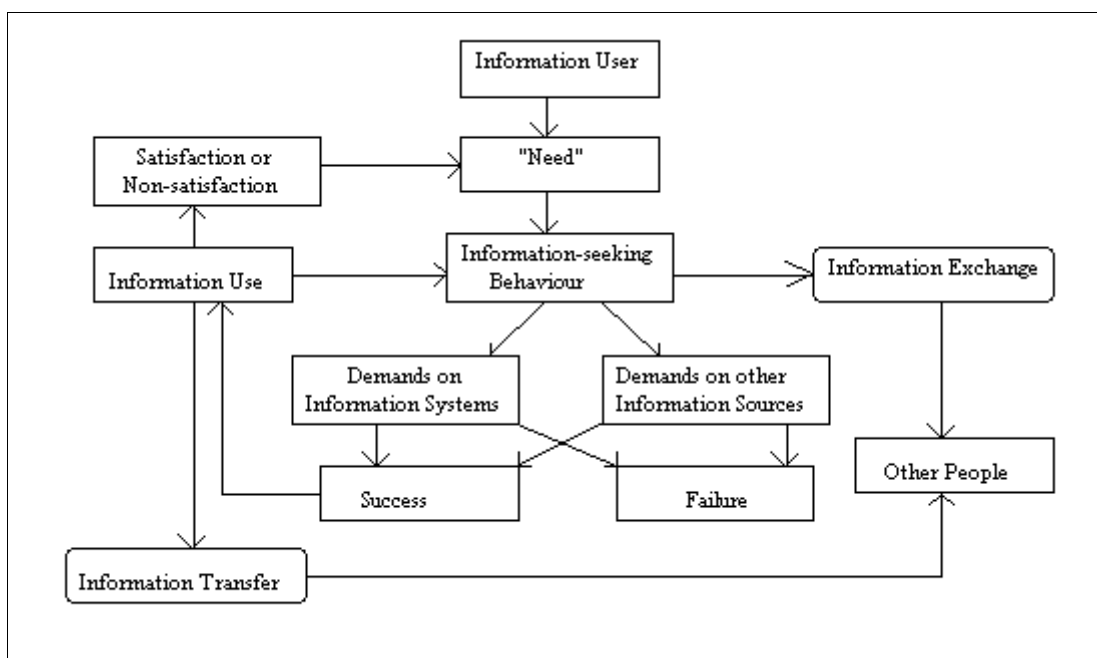 Information User
"Need"
Satisfaction or
Non-satisfaction
Information Use
Information-seeking
Behaviour
Information Exchange
Demands on
Information Systems
Demands on other
Information Sources
Success
Failure
Other People
Information Transfer